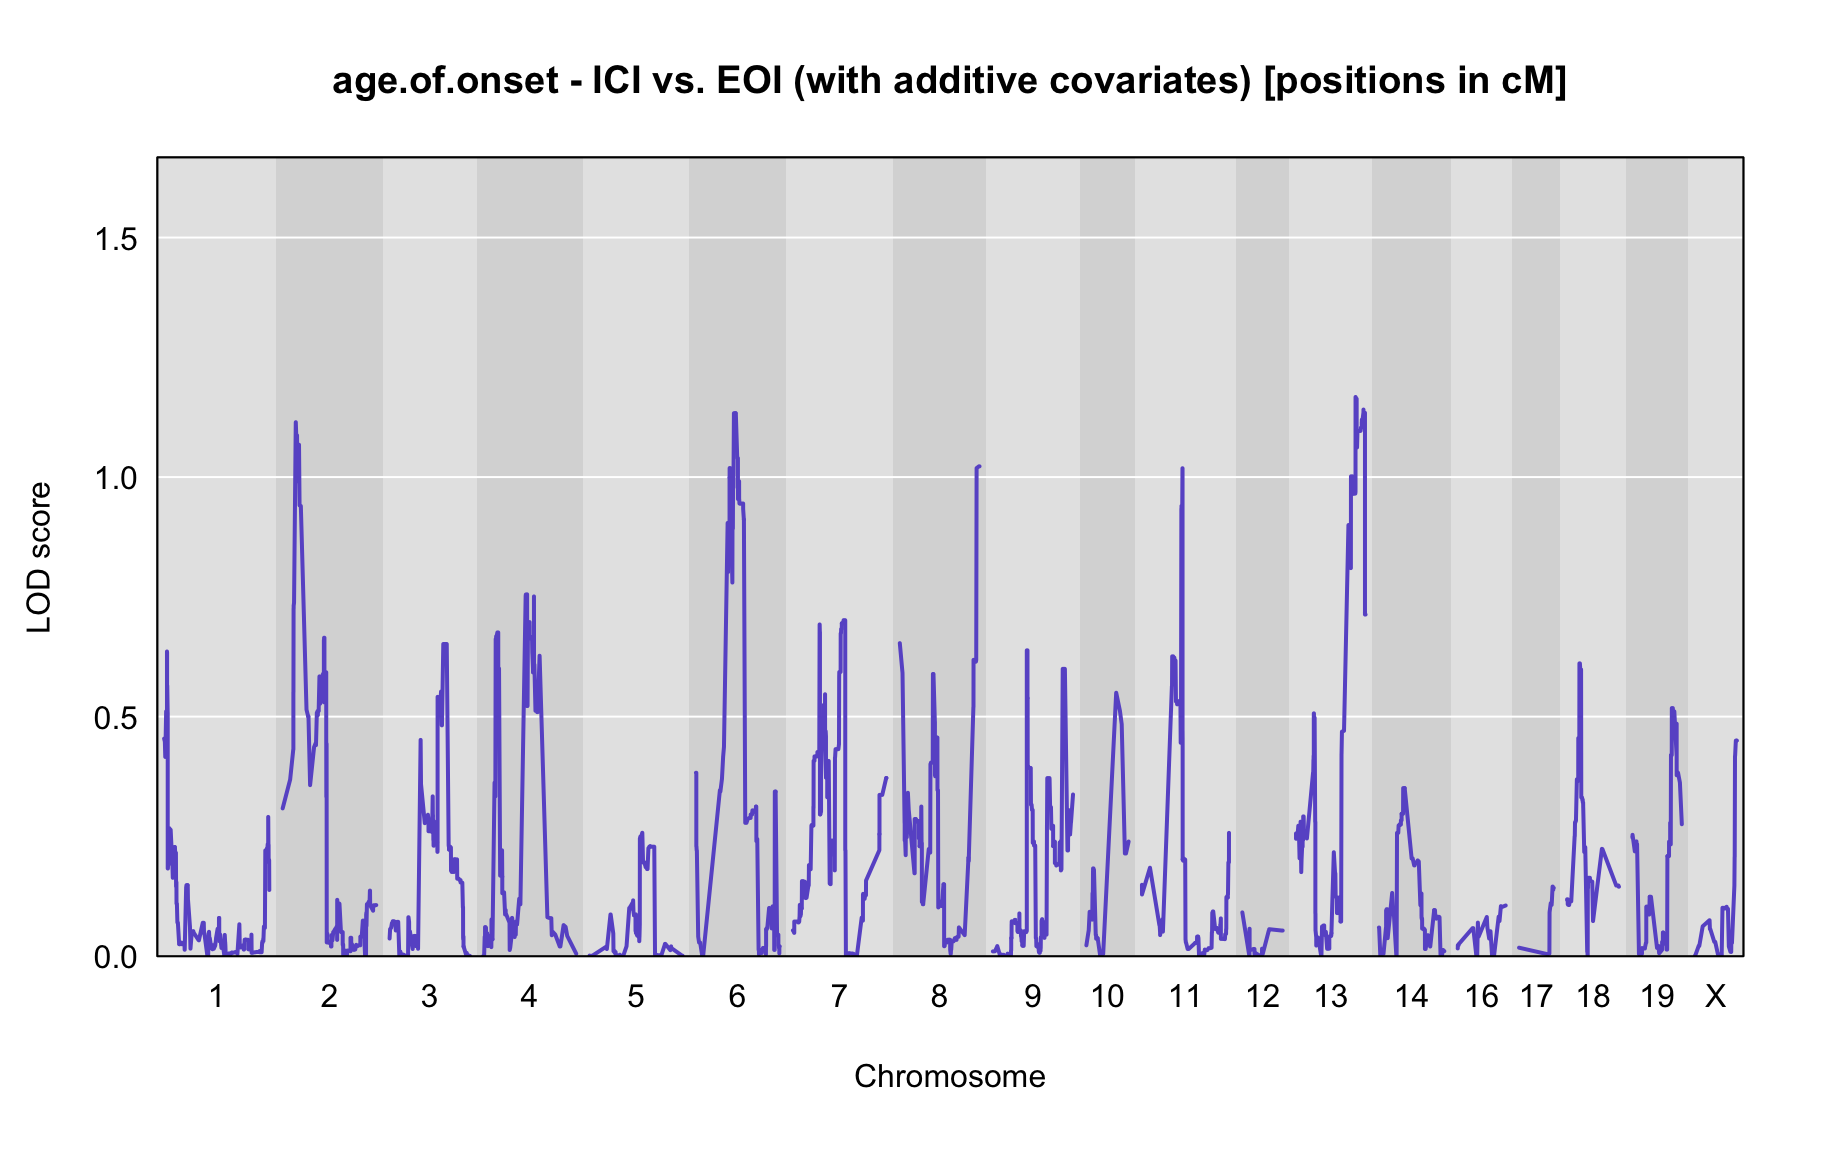 age.of.onset - ICI vs. EOI (with additive covariates) [positions in cM]
LOD score
1.5
1.0
0.5
0.0
1 2 3 4 5 6 7 8 9 10 11 12 13 14 16 17 18 19 X
Chromosome